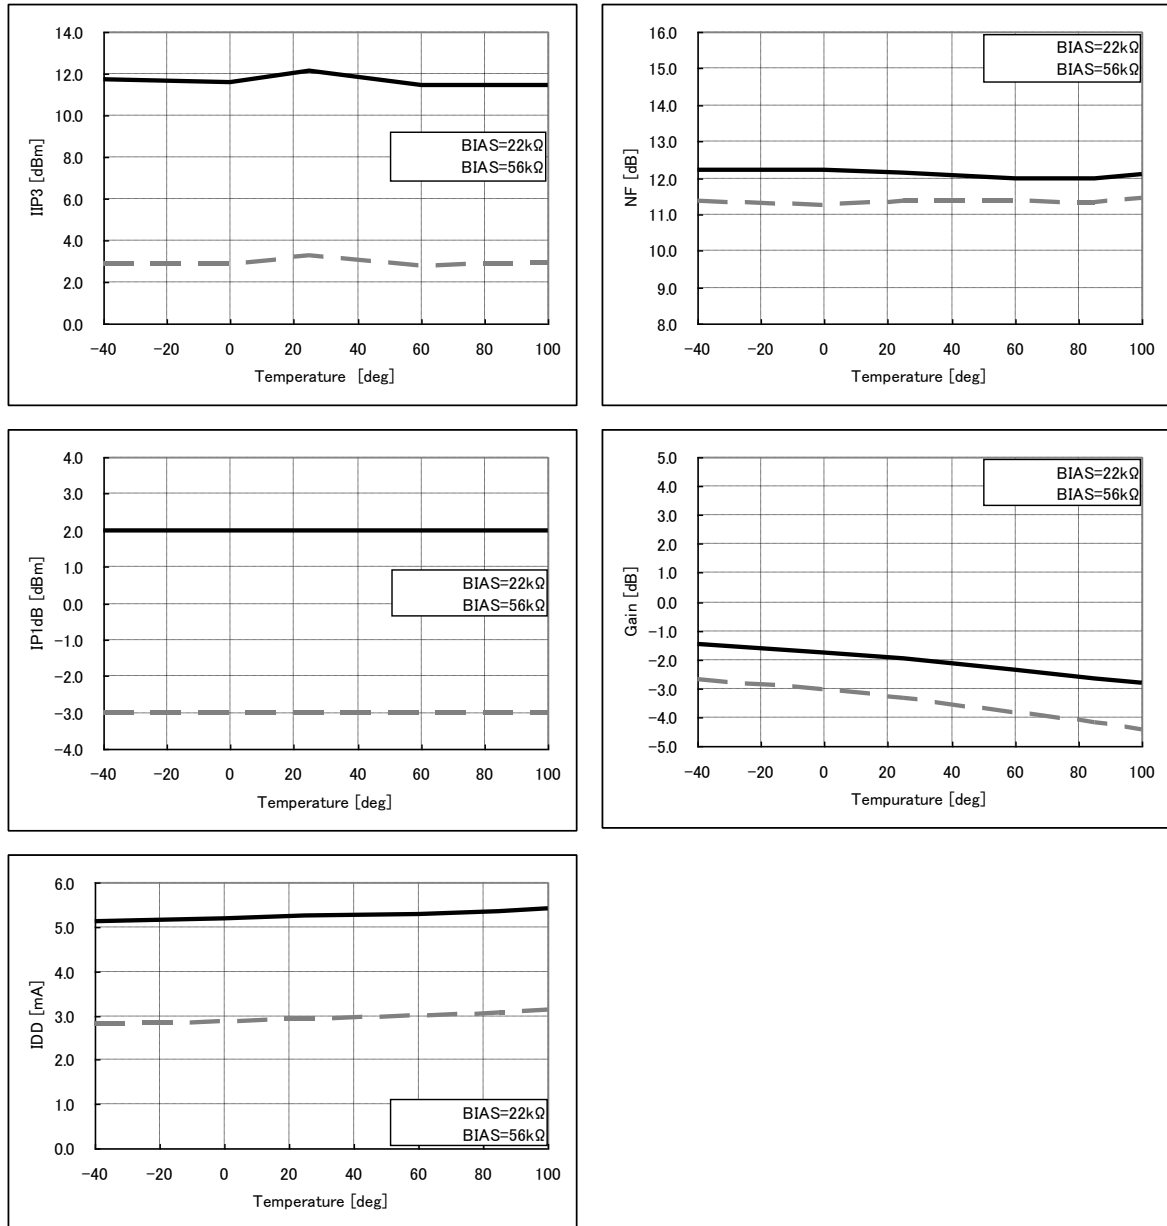 14.0
12.0
10.0
8.0
6.0
4.0
2.0
0.0
IIP3 [dBm]
BIAS=22kΩ
BIAS=56kΩ
−40 −20 0 20 40 60 80 100
Temperature [deg]
16.0
15.0
14.0
13.0
12.0
11.0
10.0
9.0
8.0
NF [dB]
BIAS=22kΩ
BIAS=56kΩ
−40 −20 0 20 40 60 80 100
Temperature [deg]
4.0
3.0
2.0
1.0
0.0
−1.0
−2.0
−3.0
−4.0
IP1dB [dBm]
BIAS=22kΩ
BIAS=56kΩ
−40 −20 0 20 40 60 80 100
Temperature [deg]
5.0
4.0
3.0
2.0
1.0
0.0
−1.0
−2.0
−3.0
−4.0
−5.0
Gain [dB]
BIAS=22kΩ
BIAS=56kΩ
−40 −20 0 20 40 60 80 100
Tempurature [deg]
6.0
5.0
4.0
3.0
2.0
1.0
0.0
IDD [mA]
BIAS=22kΩ
BIAS=56kΩ
−40 −20 0 20 40 60 80 100
Temperature [deg]